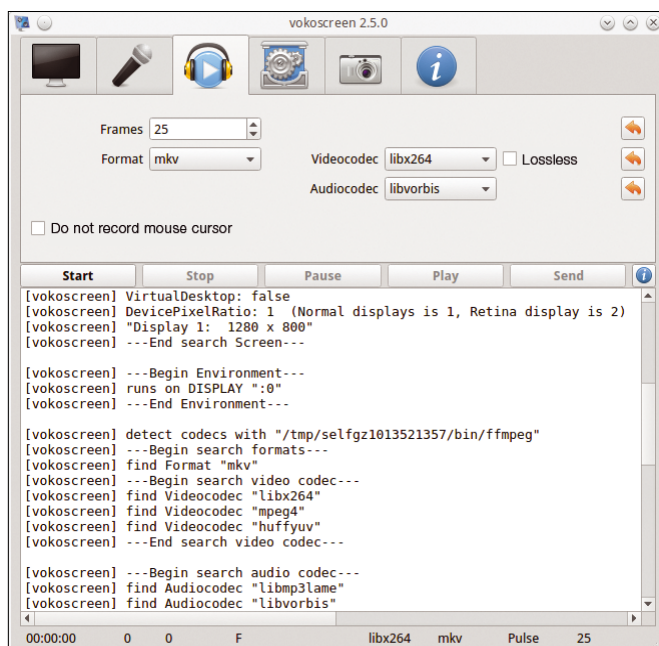 vokoscreen 2.5.0
Frames 25
Format mkv Videocodec libx264 Lossless
Audiocodec libvorbis
Do not record mouse cursor
Start Stop Pause Play Send
[vokoscreen] VirtualDesktop: false
[vokoscreen] DevicePixelRatio: 1  (Normal displays is 1, Retina display is 2)
[vokoscreen] "Display 1:  1280 x 800"
[vokoscreen] ---End search Screen---
[vokoscreen] ---Begin Environment---
[vokoscreen] runs on DISPLAY ":0"
[vokoscreen] ---End Environment---
[vokoscreen] detect codecs with "/tmp/selfgz1013521357/bin/ffmpeg"
[vokoscreen] ---Begin search formats---
[vokoscreen] find Format "mkv"
[vokoscreen] ---Begin search video codec---
[vokoscreen] find Videocodec "libx264"
[vokoscreen] find Videocodec "mpeg4"
[vokoscreen] find Videocodec "huffyuv"
[vokoscreen] ---End search video codec---
[vokoscreen] ---Begin search audio codec---
[vokoscreen] find Audiocodec "libmp3lame"
[vokoscreen] find Audiocodec "libvorbis"
00:00:00 0 0 F libx264 mkv Pulse 25